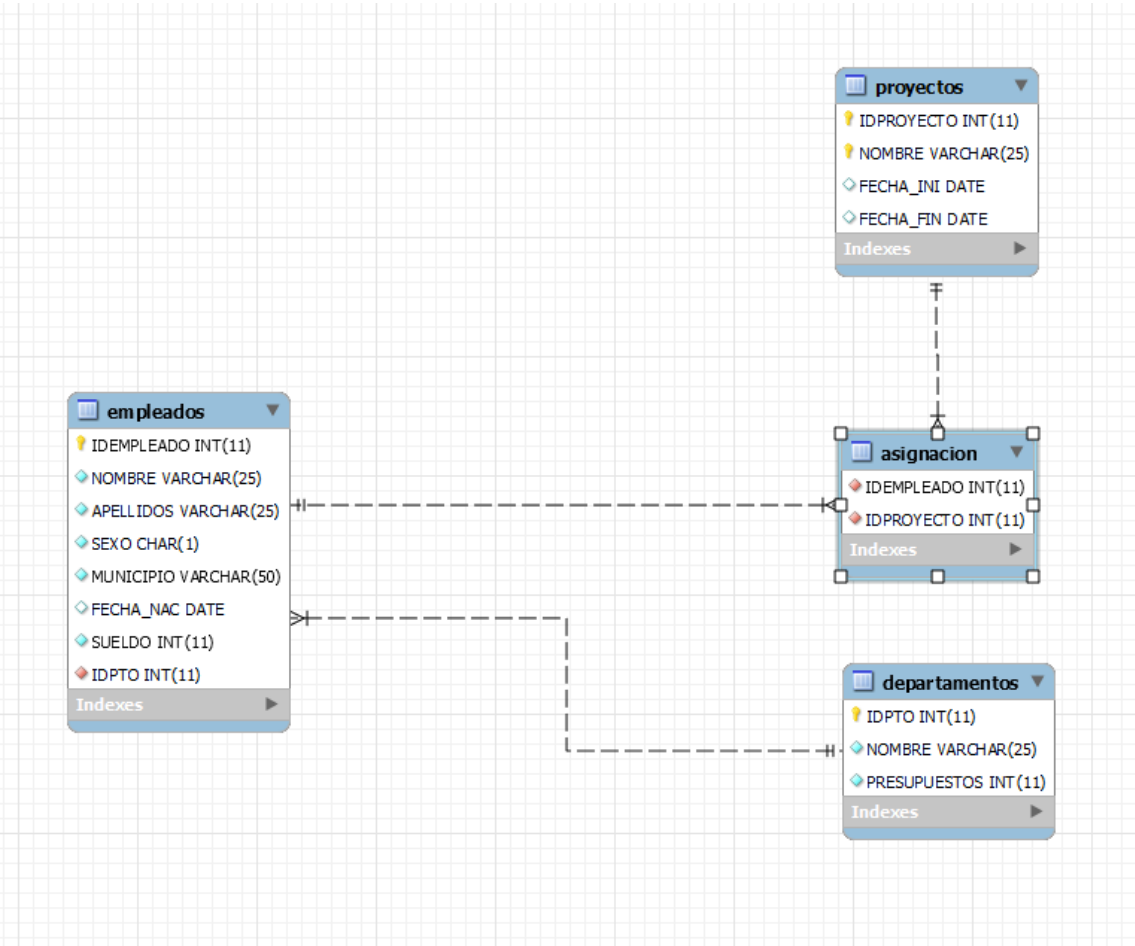 proyectos
IDPROYECTO INT(11)
NOMBRE VARCHAR(25)
FECHA_INI DATE
FECHA_FIN DATE
Indexes
empleados
IDEMPLEADO INT(11)
NOMBRE VARCHAR(25)
APELLIDOS VARCHAR(25)
SEXO CHAR(1)
MUNICIPIO VARCHAR(50)
FECHA_NAC DATE
SUELDO INT(11)
IDPTO INT(11)
Indexes
asignacion
IDEMPLEADO INT(11)
IDPROYECTO INT(11)
Indexes
departamentos
IDPTO INT(11)
NOMBRE VARCHAR(25)
PRESUPUESTOS INT(11)
Indexes